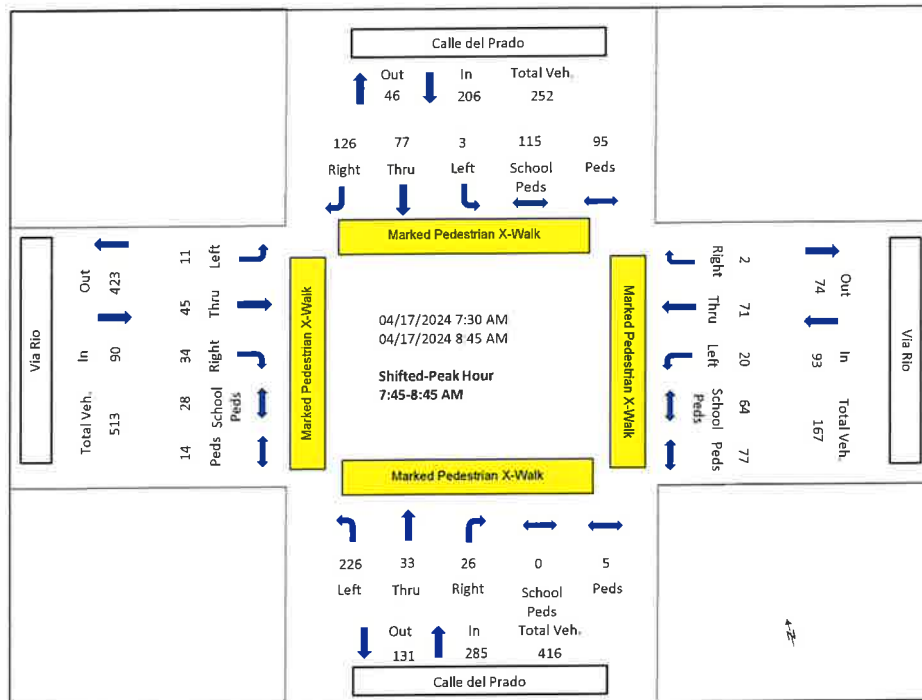 Calle del Prado
Out In Total Veh.
46 206 252
126 77 3 115 95
Right Thru Left School Peds
Peds
Marked Pedestrian X-Walk
Via Rio
Out In Total Veh.
423 90 513
11 45 34 28 14
Left Thru Right School Peds Peds
Marked Pedestrian X-Walk
04/17/2024 7:30 AM
04/17/2024 8:45 AM
Shifted-Peak Hour
7:45-8:45 AM
Marked Pedestrian X-Walk
Right Thru Left School Peds Peds
2 71 20 64 77
Out In Total Veh.
74 93 167
Via Rio
Marked Pedestrian X-Walk
226 33 26 0 5
Left Thru Right School Peds
Peds
Out In Total Veh.
131 285 416
Calle del Prado
N